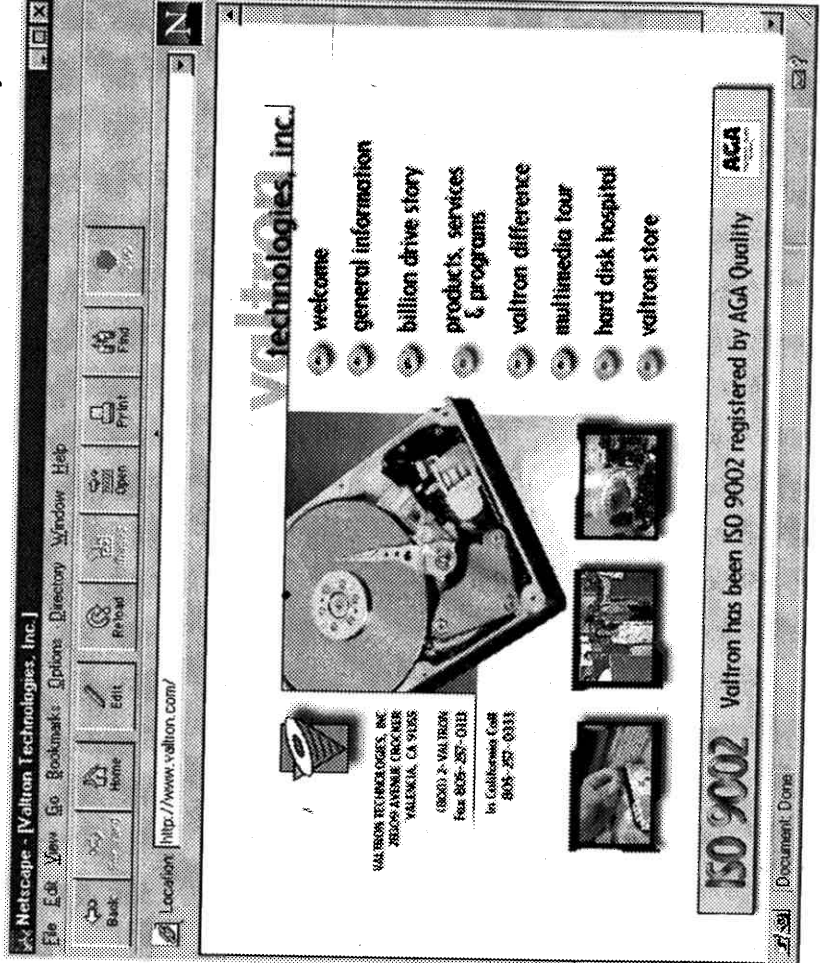 Netscape - [Valtron Technologies, Inc.]
File Edit View Go Bookmarks Options Directory Window Help
Back Home Edit Reload Open Print Find
Location: http://www.valtron.com/
N
valtron
technologies, inc.
welcome
general information
billion drive story
products, services
& programs
valtron difference
multimedia tour
hard disk hospital
valtron store
VALTRON TECHNOLOGIES, INC
28309 AVENUE CROCKER
VALENCIA, CA 91355
(800) 2-VALTRON
Fax 805-257-0113
In California Call
805-257-0333
ISO 9002 Valtron has been ISO 9002 registered by AGA Quality
AGA
Document: Done